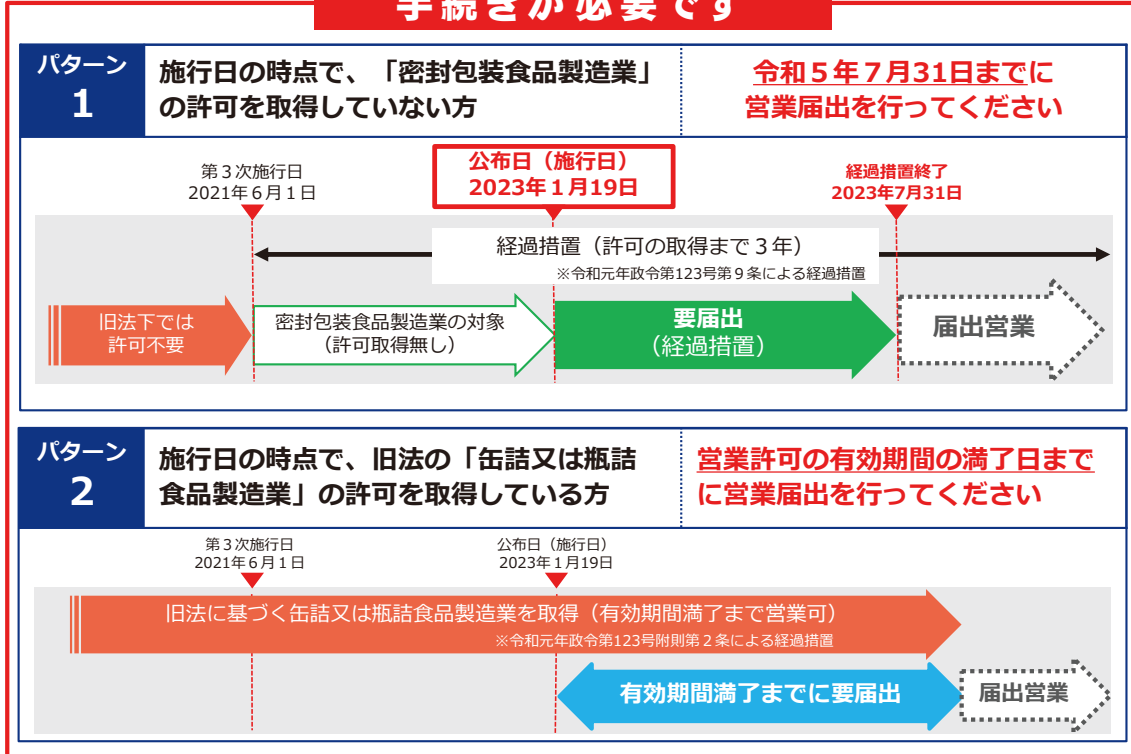 手続きが必要です
パターン
1
施行日の時点で、「密封包装食品製造業」
の許可を取得していない方
令和５年７月31日までに
営業届出を行ってください
第３次施行日
2021年６月１日
公布日（施行日）
2023年１月19日
経過措置終了
2023年7月31日
経過措置（許可の取得まで３年）
※令和元年政令第123号第９条による経過措置
旧法下では
許可不要
密封包装食品製造業の対象
（許可取得無し）
要届出
（経過措置）
届出営業
パターン
2
施行日の時点で、旧法の「缶詰又は瓶詰
食品製造業」の許可を取得している方
営業許可の有効期間の満了日まで
に営業届出を行ってください
第３次施行日
2021年６月１日
公布日（施行日）
2023年１月19日
旧法に基づく缶詰又は瓶詰食品製造業を取得（有効期間満了まで営業可）
※令和元年政令第123号附則第２条による経過措置
有効期間満了までに要届出
届出営業